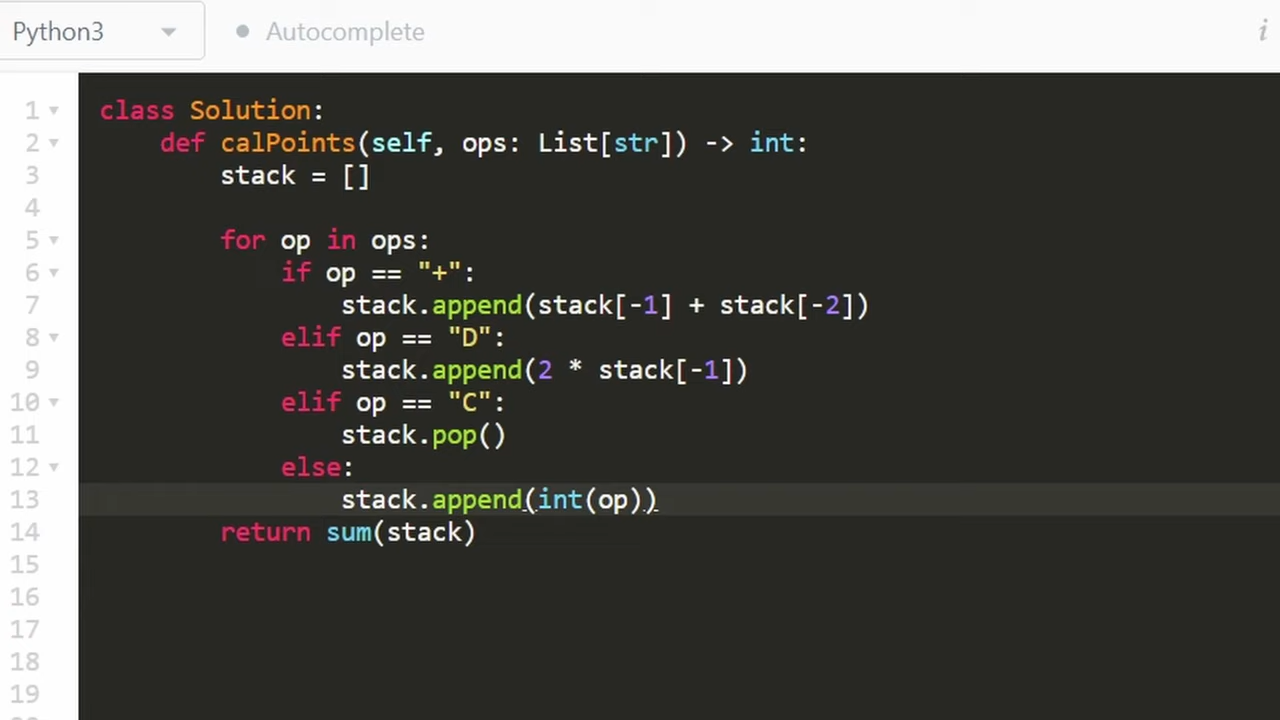 Python3
Autocomplete
i
1 class Solution:
2     def calPoints(self, ops: List[str]) -> int:
3         stack = []
4
5         for op in ops:
6             if op == "+":
7                 stack.append(stack[-1] + stack[-2])
8             elif op == "D":
9                 stack.append(2 * stack[-1])
10             elif op == "C":
11                 stack.pop()
12             else:
13                 stack.append(int(op))
14         return sum(stack)
15
16
17
18
19